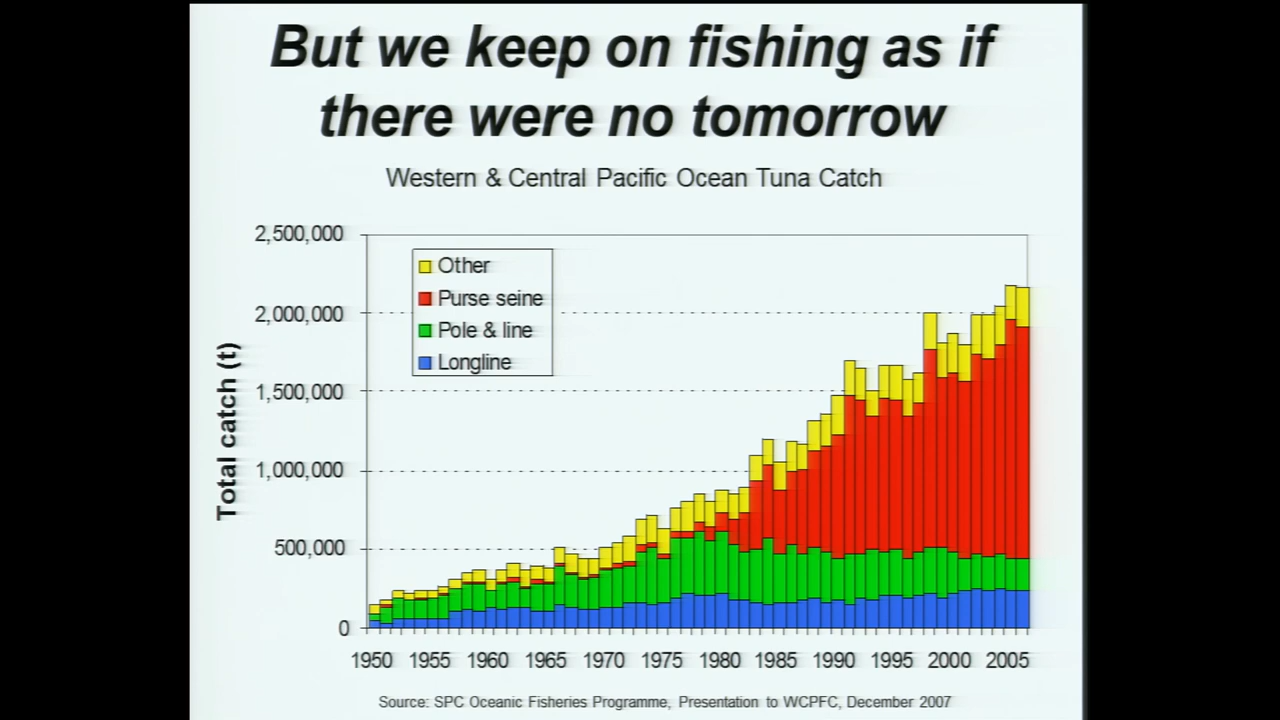 But we keep on fishing as if
there were no tomorrow
Western & Central Pacific Ocean Tuna Catch
Total catch (t)
2,500,000
2,000,000
1,500,000
1,000,000
500,000
0
Other
Purse seine
Pole & line
Longline
1950 1955 1960 1965 1970 1975 1980 1985 1990 1995 2000 2005
Source: SPC Oceanic Fisheries Programme, Presentation to WCPFC, December 2007